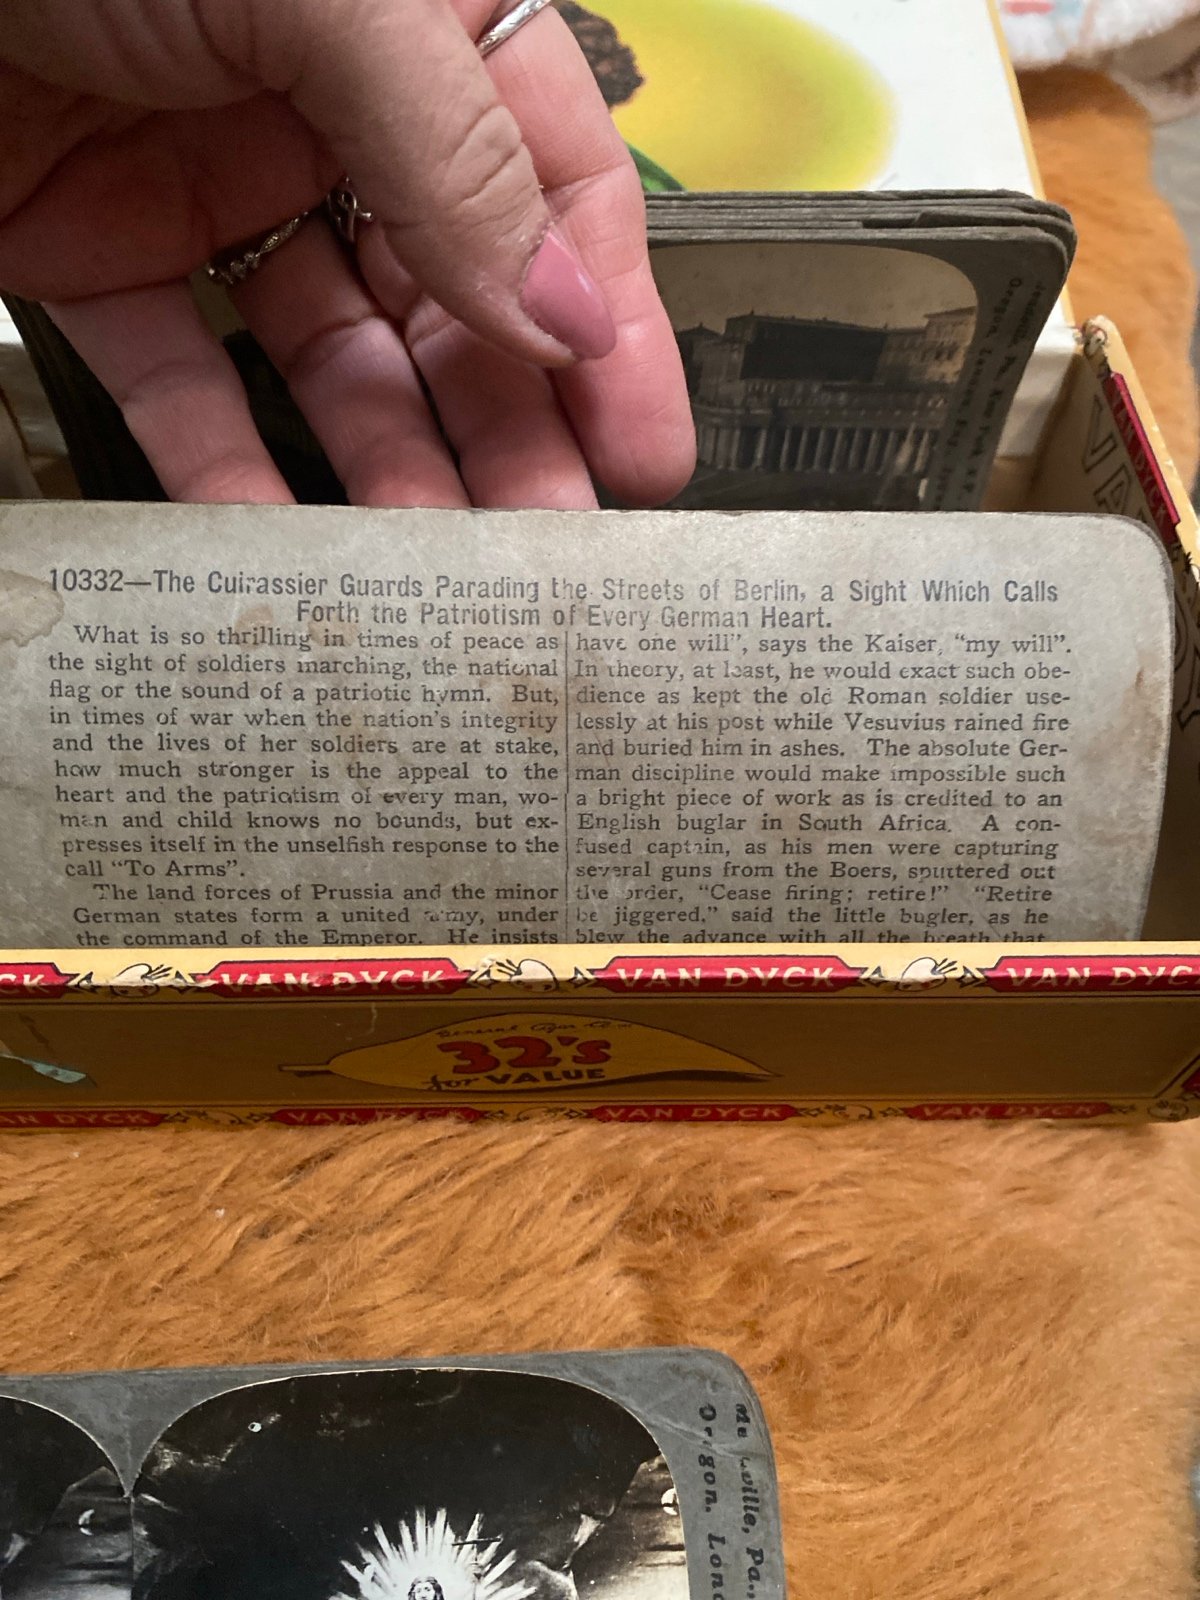 10332—The Cuirassier Guards Parading the Streets of Berlin, a Sight Which Calls
Forth the Patriotism of Every German Heart.
What is so thrilling in times of peace as
the sight of soldiers marching, the national
flag or the sound of a patriotic hymn. But,
in times of war when the nation's integrity
and the lives of her soldiers are at stake,
how much stronger is the appeal to the
heart and the patriotism of every man, wo-
man and child knows no bounds, but ex-
presses itself in the unselfish response to the
call "To Arms".
The land forces of Prussia and the minor
German states form a united army, under
the command of the Emperor. He insists
have one will", says the Kaiser, "my will".
In theory, at least, he would exact such obe-
dience as kept the old Roman soldier use-
lessly at his post while Vesuvius rained fire
and buried him in ashes. The absolute Ger-
man discipline would make impossible such
a bright piece of work as is credited to an
English buglar in South Africa. A con-
fused captain, as his men were capturing
several guns from the Boers, sputtered out
the order, "Cease firing; retire!" "Retire
be jiggered," said the little bugler, as he
blew the advance with all the breath that
VAN DYCK
VAN DYCK
VAN DYC
32's
for VALUE
VAN DYCK
VAN DYCK
VAN DYCK
VAN DYCK
VAN DYCK
Pa.,
Oregon. Lond